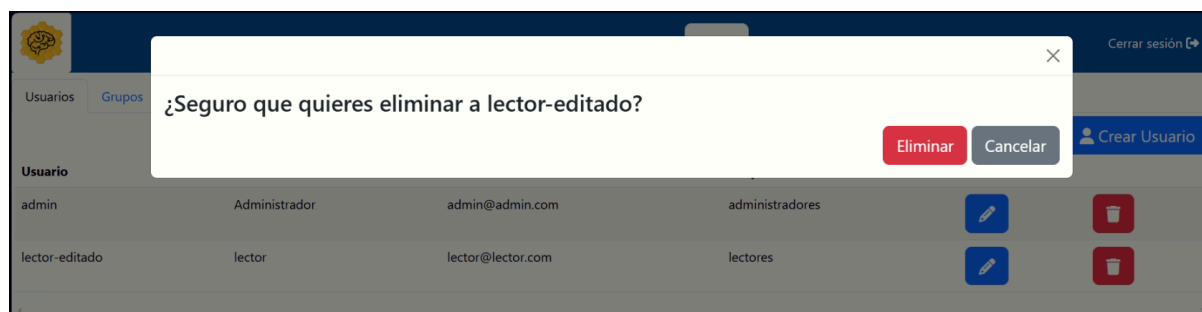 Cerrar sesión
Usuarios Grupos
¿Seguro que quieres eliminar a lector-editado?
Eliminar Cancelar
Crear Usuario
Usuario
admin Administrador admin@admin.com administradores
lector-editado lector lector@lector.com lectores